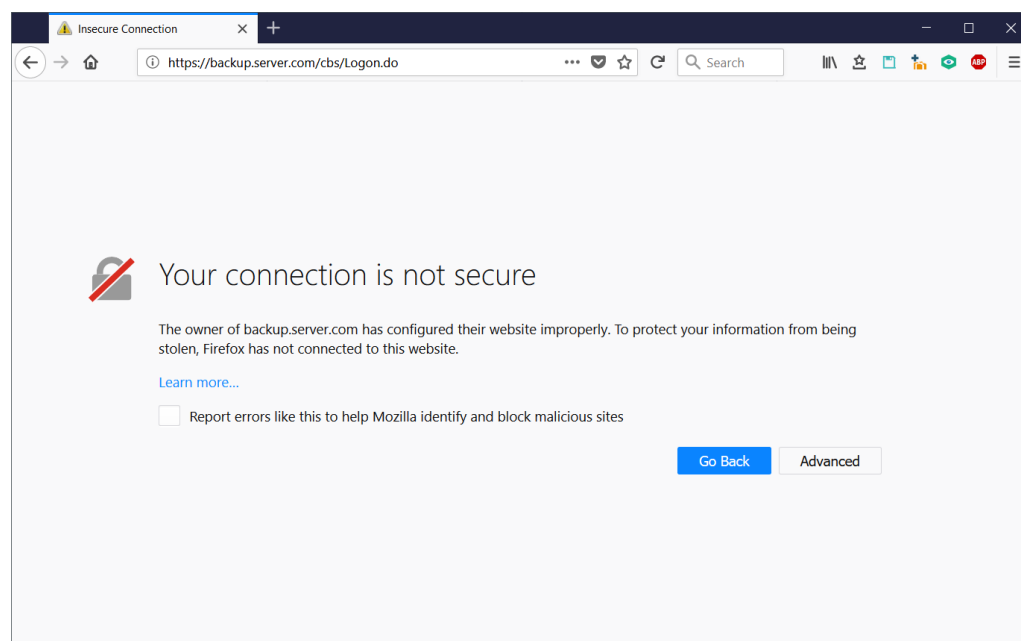 Insecure Connection
https://backup.server.com/cbs/Logon.do
Search
ABP
Your connection is not secure
The owner of backup.server.com has configured their website improperly. To protect your information from being
stolen, Firefox has not connected to this website.
Learn more...
Report errors like this to help Mozilla identify and block malicious sites
Go Back
Advanced